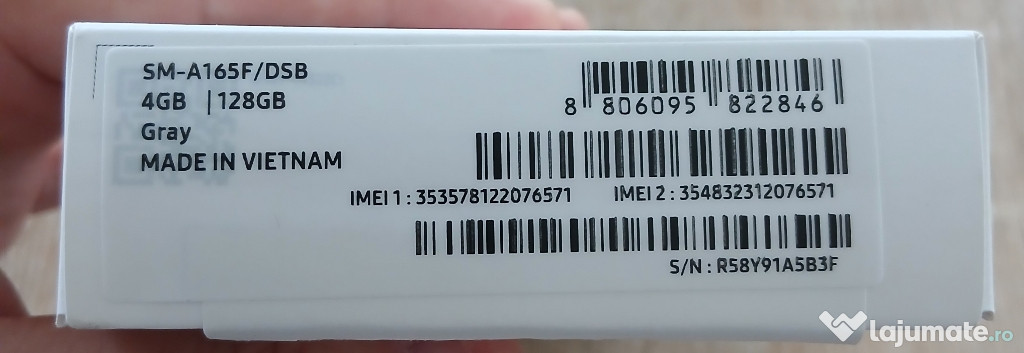 SM-A165F/DSB
4GB | 128GB
Gray
MADE IN VIETNAM
8 806095 822846
IMEI 1 : 353578122076571 IMEI 2 : 354832312076571
S/N : R58Y91A5B3F
lajumate.ro